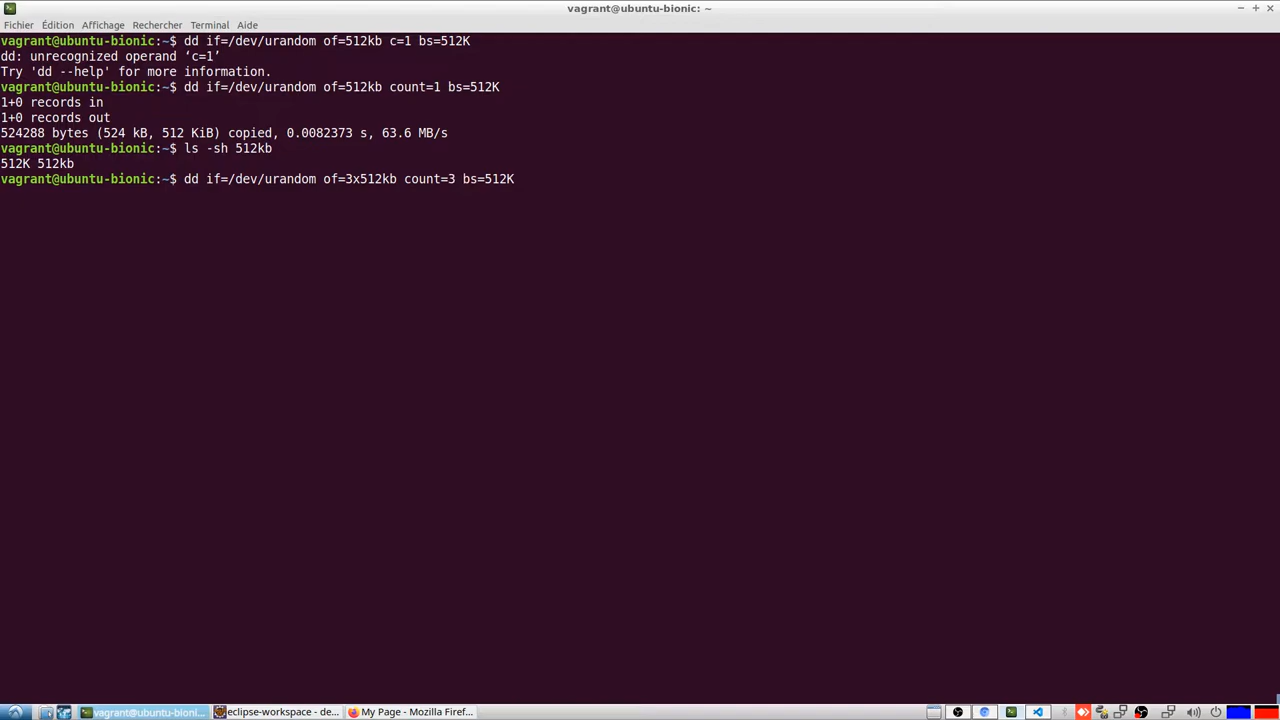 vagrant@ubuntu-bionic: ~
Fichier Édition Affichage Rechercher Terminal Aide
vagrant@ubuntu-bionic:~$ dd if=/dev/urandom of=512kb c=1 bs=512K
dd: unrecognized operand ‘c=1’
Try 'dd --help' for more information.
vagrant@ubuntu-bionic:~$ dd if=/dev/urandom of=512kb count=1 bs=512K
1+0 records in
1+0 records out
524288 bytes (524 kB, 512 KiB) copied, 0.0082373 s, 63.6 MB/s
vagrant@ubuntu-bionic:~$ ls -sh 512kb
512K 512kb
vagrant@ubuntu-bionic:~$ dd if=/dev/urandom of=3x512kb count=3 bs=512K
vagrant@ubuntu-bioni... eclipse-workspace - de... My Page - Mozilla Firef...